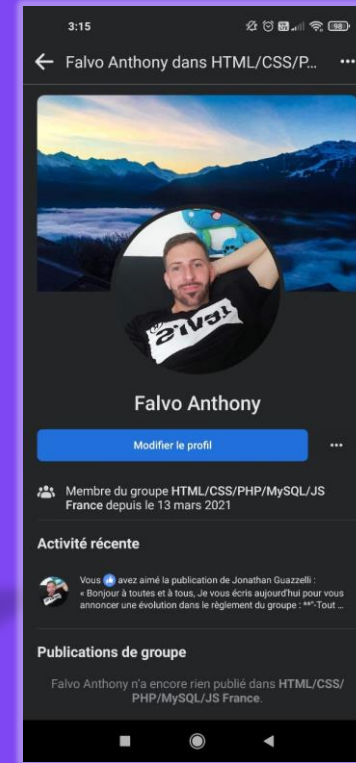 3:15
98
Falvo Anthony dans HTML/CSS/P...
Falvo Anthony
Modifier le profil
Membre du groupe HTML/CSS/PHP/MySQL/JS
France depuis le 13 mars 2021
Activité récente
Vous avez aimé la publication de Jonathan Guazzelli :
« Bonjour à toutes et à tous, Je vous écris aujourd'hui pour vous
annoncer une évolution dans le règlement du groupe : **"-Tout ...
Publications de groupe
Falvo Anthony n'a encore rien publié dans HTML/CSS/
PHP/MySQL/JS France.